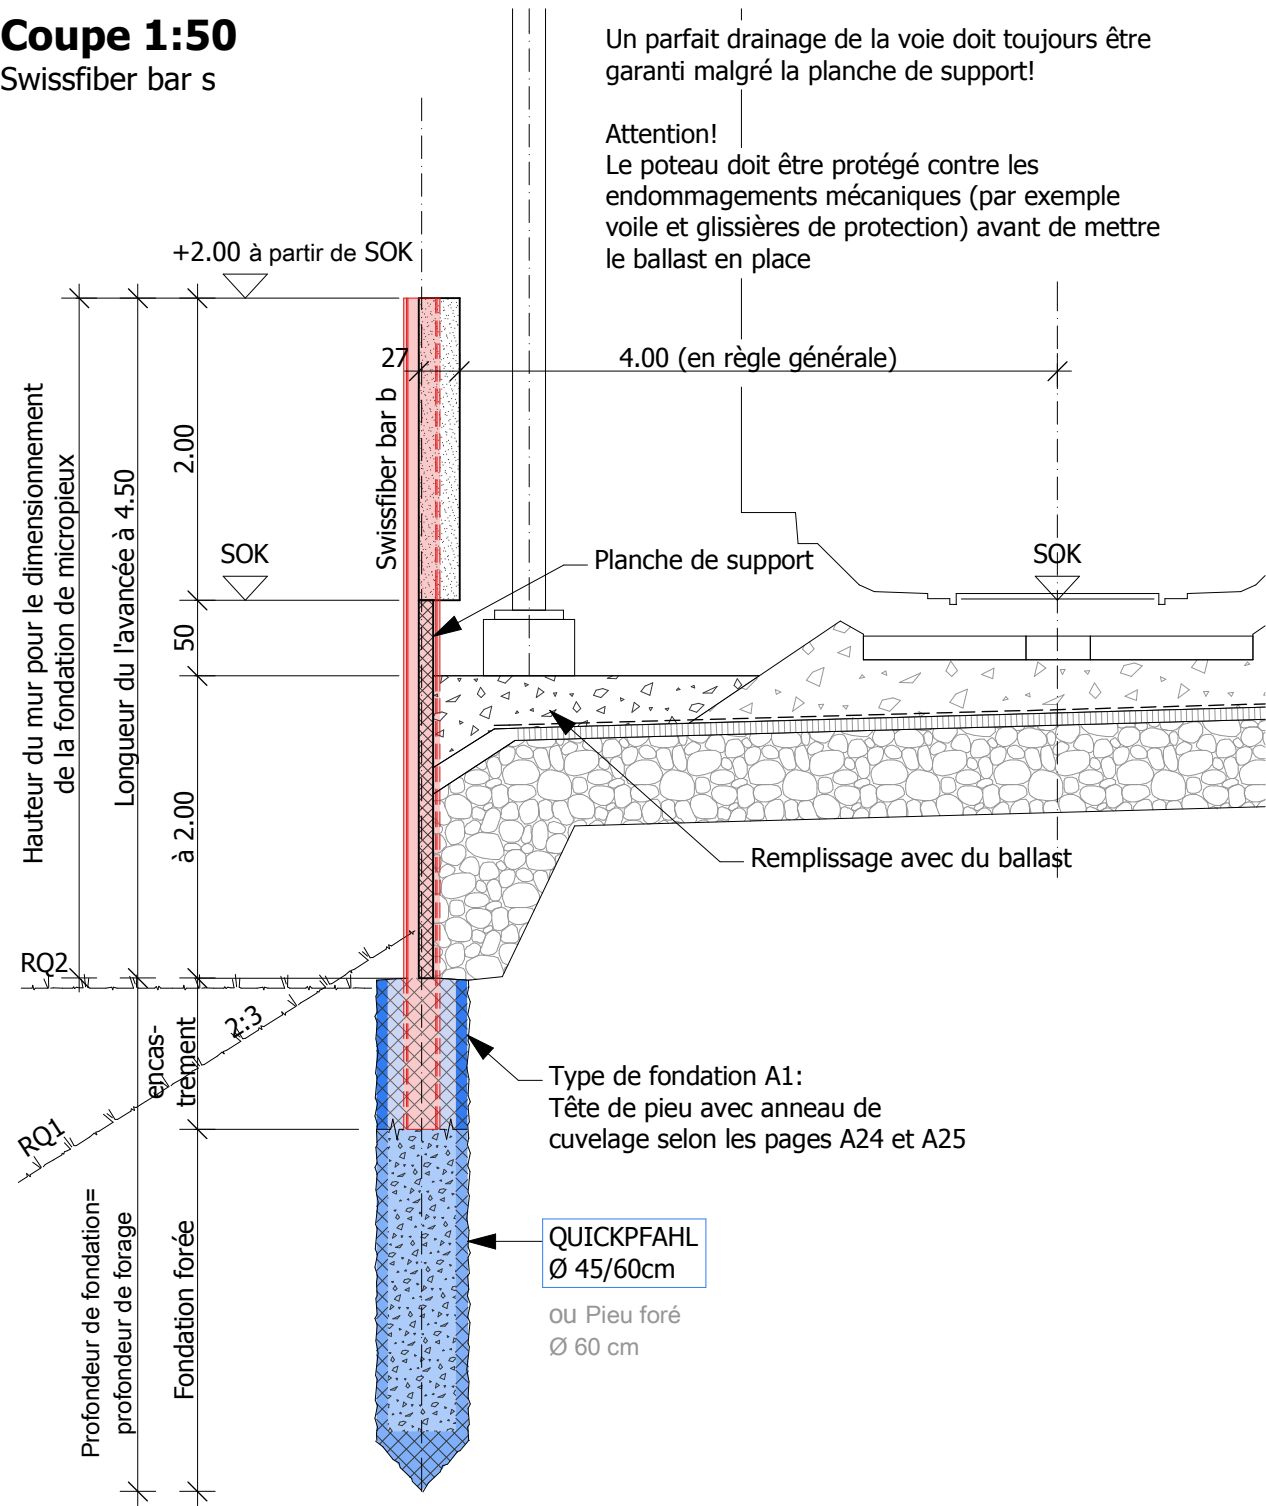 Coupe 1:50
Swissfiber bar s
Un parfait drainage de la voie doit toujours être
garanti malgré la planche de support!
Attention!
Le poteau doit être protégé contre les
endommagements mécaniques (par exemple
voile et glissières de protection) avant de mettre
le ballast en place
+2.00 à partir de SOK
27
4.00 (en règle générale)
Hauteur du mur pour le dimensionnement
de la fondation de micropieux
Longueur du l'avancée à 4.50
2.00
Swissfiber bar b
SOK
Planche de support
SOK
50
à 2.00
Remplissage avec du ballast
RQ2
2:3
RQ1
encas-
trement
Type de fondation A1:
Tête de pieu avec anneau de
cuvelage selon les pages A24 et A25
Profondeur de fondation=
profondeur de forage
Fondation forée
QUICKPFAHL
Ø 45/60cm
ou Pieu foré
Ø 60 cm